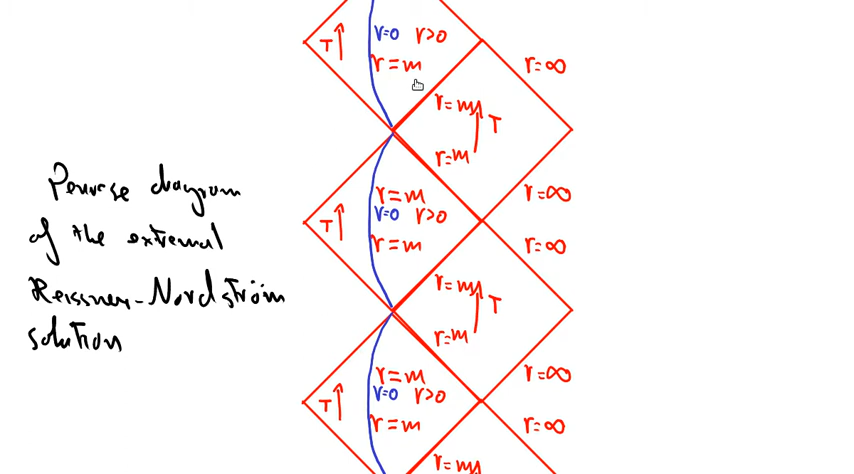 Penrose diagram
of the extremal
Reissner-Nordström
solution
T
r=0 r>0
r=m
r=∞
r=m
T
r=m
r=m
r=∞
T
r=0 r>0
r=m
r=∞
r=m
T
r=m
r=m
r=∞
T
r=0 r>0
r=m
r=∞
r=m